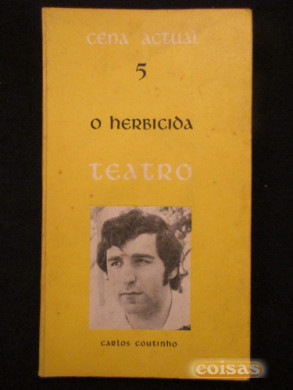 CENA ACTUAL
5
O HERBICIDA
TEATRO
CARLOS COUTINHO
coisas